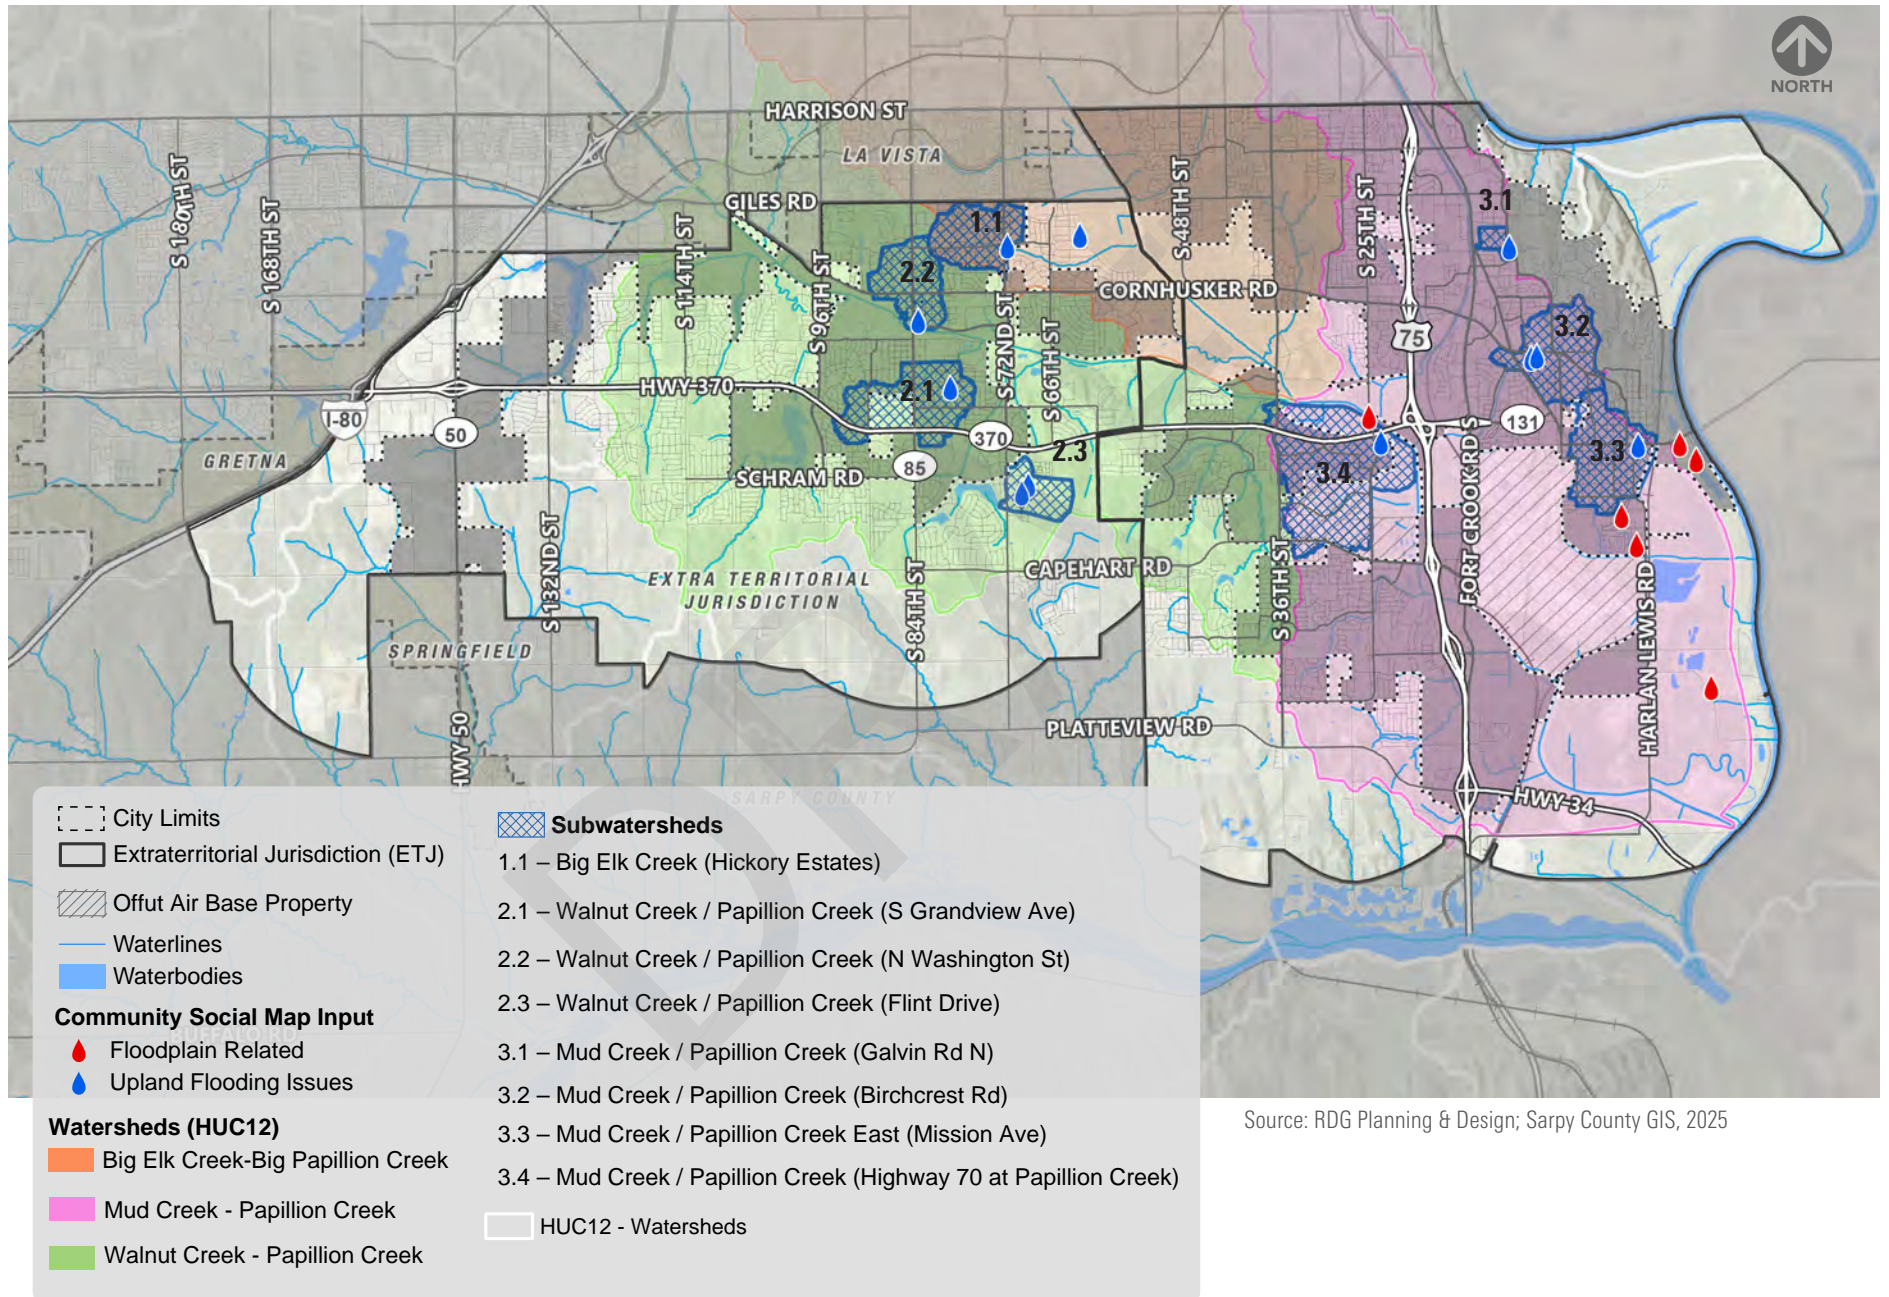 NORTH
HARRISON ST
LA VISTA
S 180TH ST
S 168TH ST
S 114TH ST
GILES RD
S 96TH ST
1.1
2.2
S 72ND ST
S 66TH ST
S 48TH ST
CORNHUSKER RD
S 25TH ST
75
3.1
3.2
HWY 370
2.1
I-80
50
GRETNA
370
85
2.3
SCHRAM RD
3.4
131
3.3
FORT CROOK RD S
S 132ND ST
EXTRA TERRITORIAL
JURISDICTION
S 84TH ST
CAPEHART RD
S 36TH ST
HARLAN LEWIS RD
SPRINGFIELD
HWY 50
PLATTEVIEW RD
HWY 34
SARPY COUNTY
BUFFALO RD
DRAFT
City Limits
Extraterritorial Jurisdiction (ETJ)
Offut Air Base Property
Waterlines
Waterbodies
Community Social Map Input
Floodplain Related
Upland Flooding Issues
Watersheds (HUC12)
Big Elk Creek-Big Papillion Creek
Mud Creek - Papillion Creek
Walnut Creek - Papillion Creek
Subwatersheds
1.1 – Big Elk Creek (Hickory Estates)
2.1 – Walnut Creek / Papillion Creek (S Grandview Ave)
2.2 – Walnut Creek / Papillion Creek (N Washington St)
2.3 – Walnut Creek / Papillion Creek (Flint Drive)
3.1 – Mud Creek / Papillion Creek (Galvin Rd N)
3.2 – Mud Creek / Papillion Creek (Birchcrest Rd)
3.3 – Mud Creek / Papillion Creek East (Mission Ave)
3.4 – Mud Creek / Papillion Creek (Highway 70 at Papillion Creek)
HUC12 - Watersheds
Source: RDG Planning & Design; Sarpy County GIS, 2025